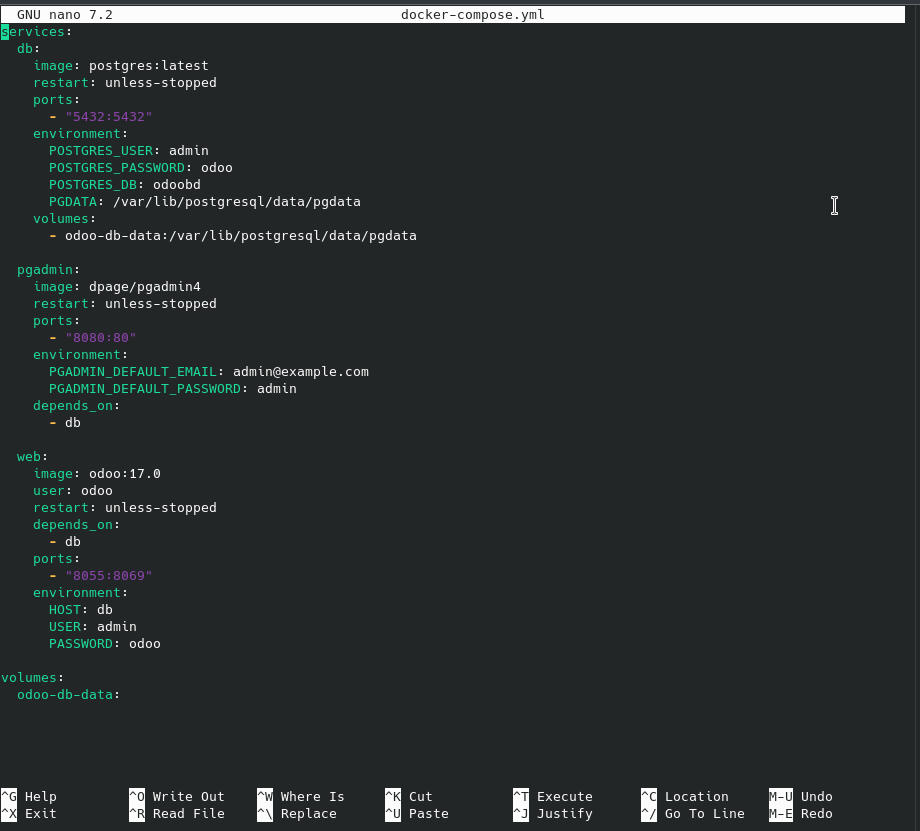 GNU nano 7.2 docker-compose.yml
services:
  db:
    image: postgres:latest
    restart: unless-stopped
    ports:
      - "5432:5432"
    environment:
      POSTGRES_USER: admin
      POSTGRES_PASSWORD: odoo
      POSTGRES_DB: odoobd
      PGDATA: /var/lib/postgresql/data/pgdata
    volumes:
      - odoo-db-data:/var/lib/postgresql/data/pgdata

  pgadmin:
    image: dpage/pgadmin4
    restart: unless-stopped
    ports:
      - "8080:80"
    environment:
      PGADMIN_DEFAULT_EMAIL: admin@example.com
      PGADMIN_DEFAULT_PASSWORD: admin
    depends_on:
      - db

  web:
    image: odoo:17.0
    user: odoo
    restart: unless-stopped
    depends_on:
      - db
    ports:
      - "8055:8069"
    environment:
      HOST: db
      USER: admin
      PASSWORD: odoo

volumes:
  odoo-db-data:

^G Help ^O Write Out ^W Where Is ^K Cut ^T Execute ^C Location M-U Undo
^X Exit ^R Read File ^\ Replace ^U Paste ^J Justify ^/ Go To Line M-E Redo